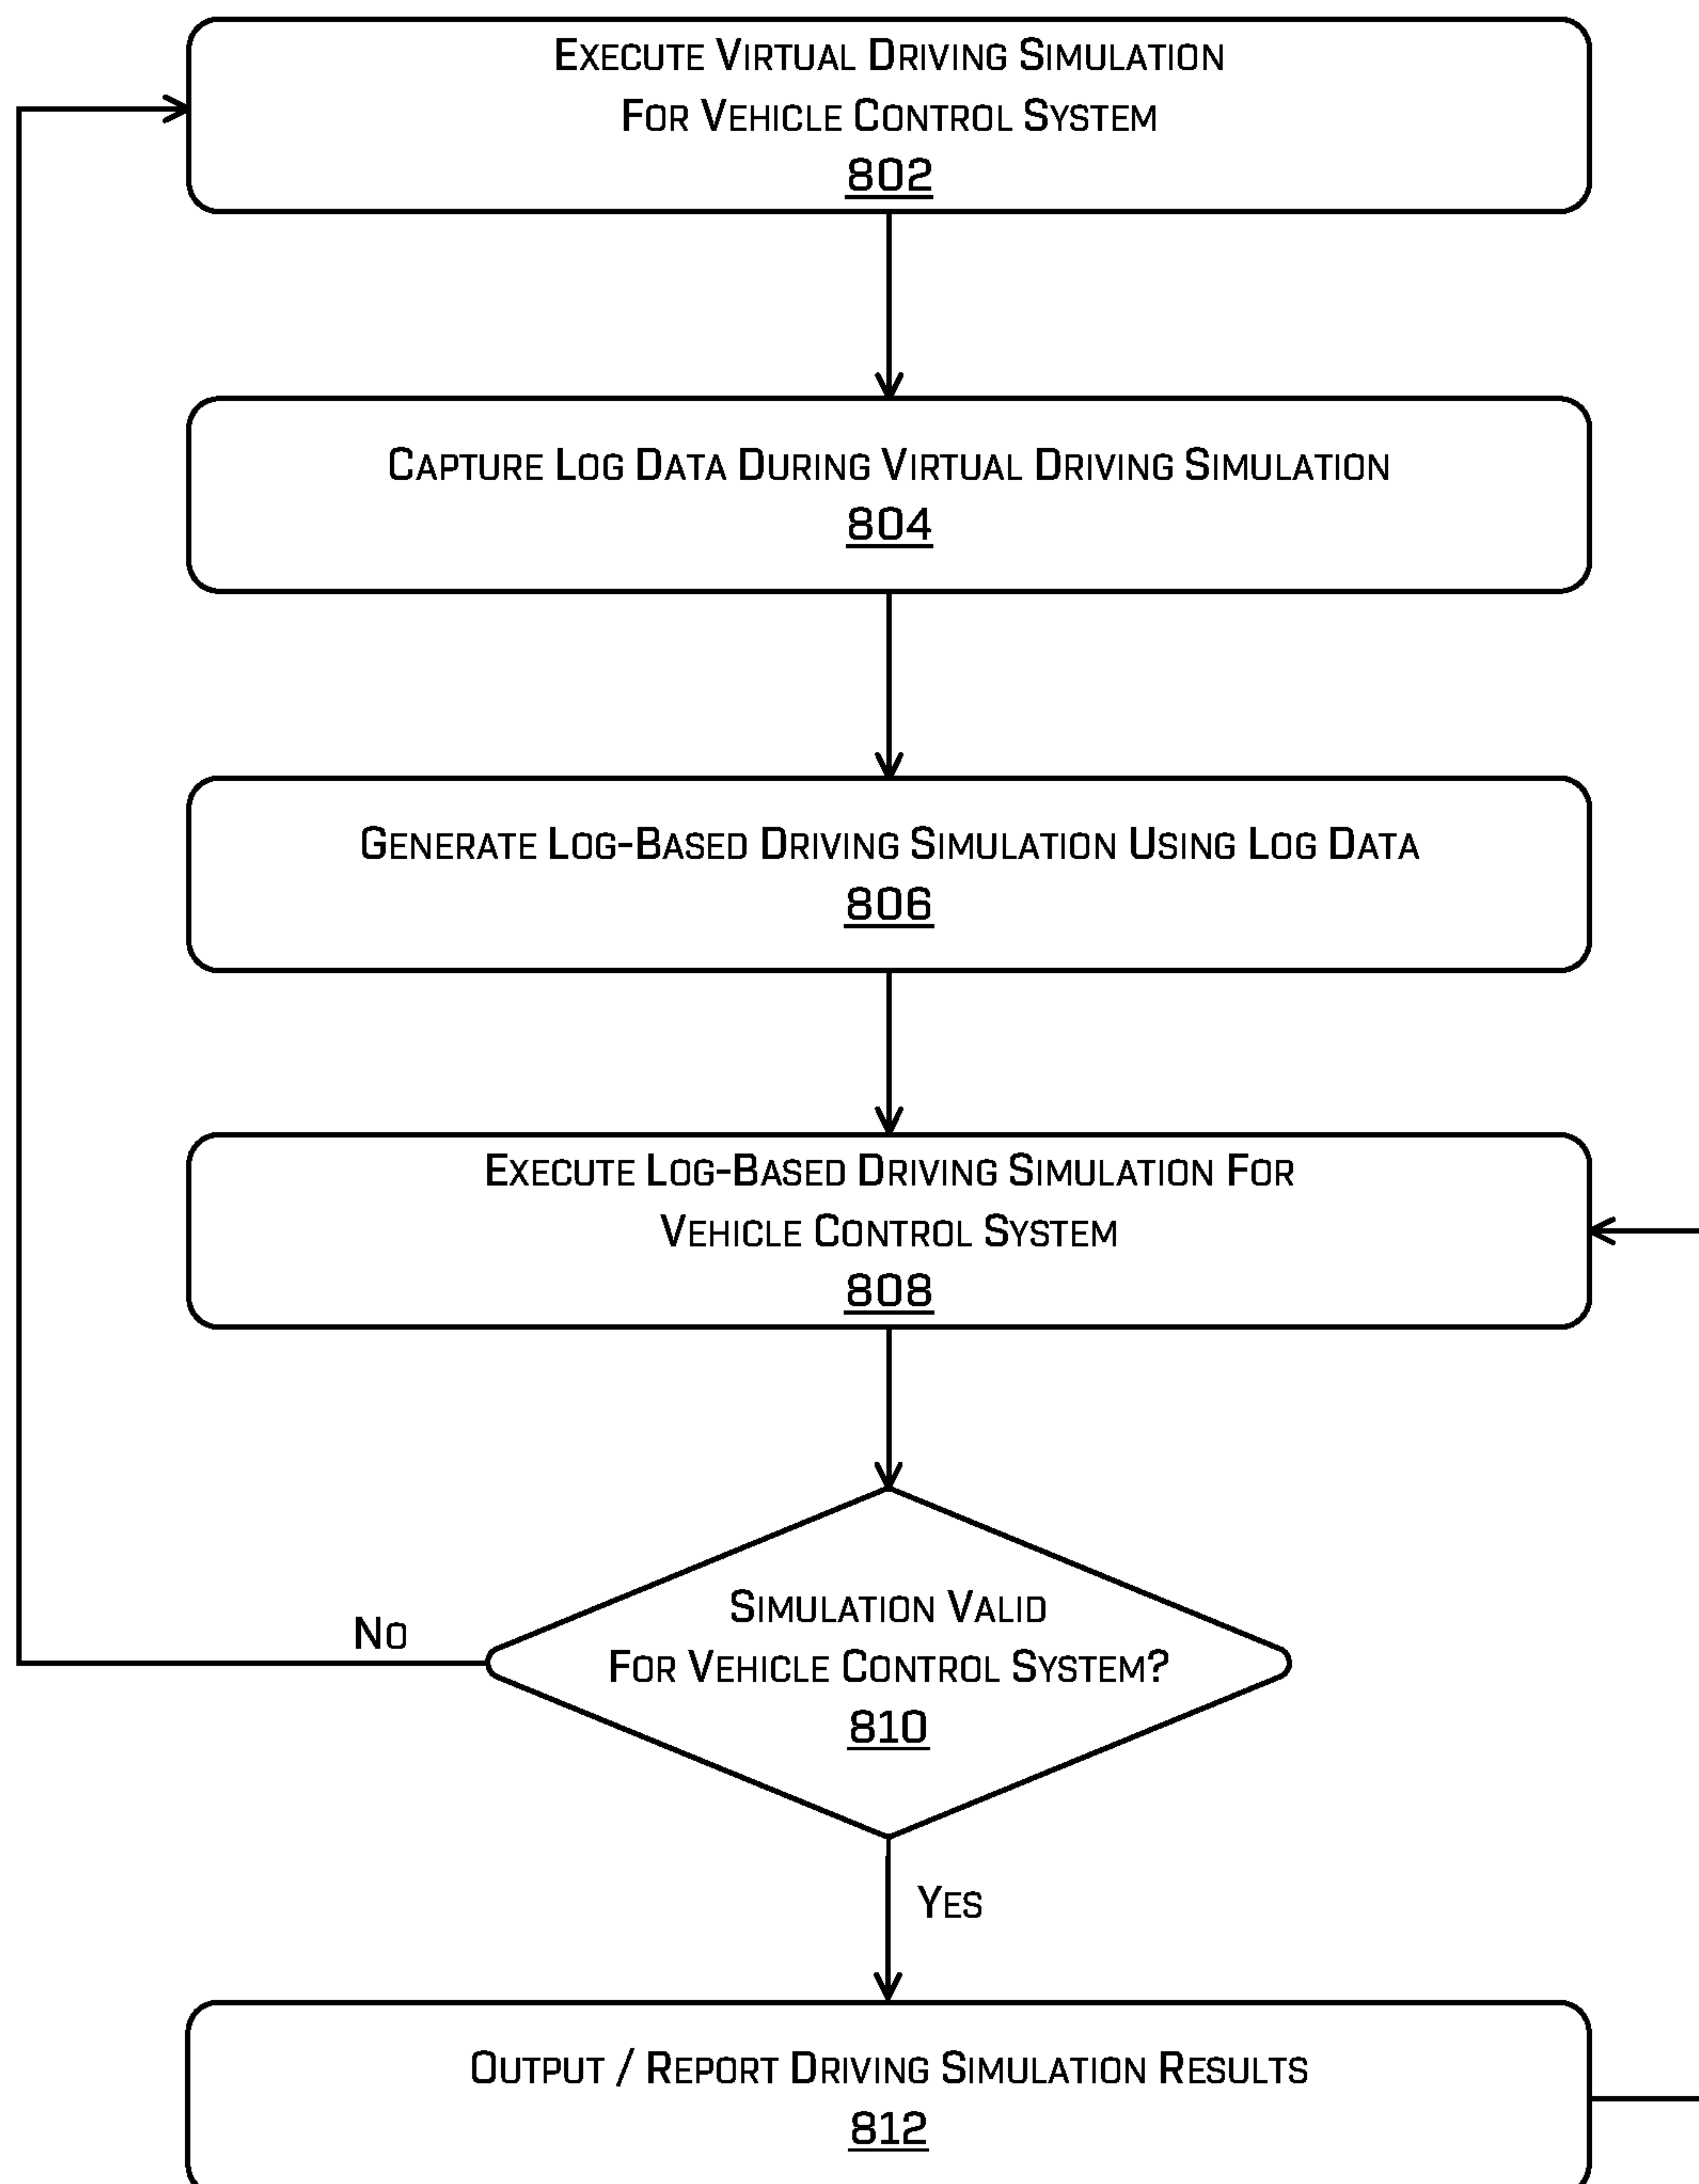 Execute Virtual Driving Simulation
For Vehicle Control System
802
Capture Log Data During Virtual Driving Simulation
804
Generate Log-Based Driving Simulation Using Log Data
806
Execute Log-Based Driving Simulation For
Vehicle Control System
808
Simulation Valid
For Vehicle Control System?
810
No
Yes
Output / Report Driving Simulation Results
812